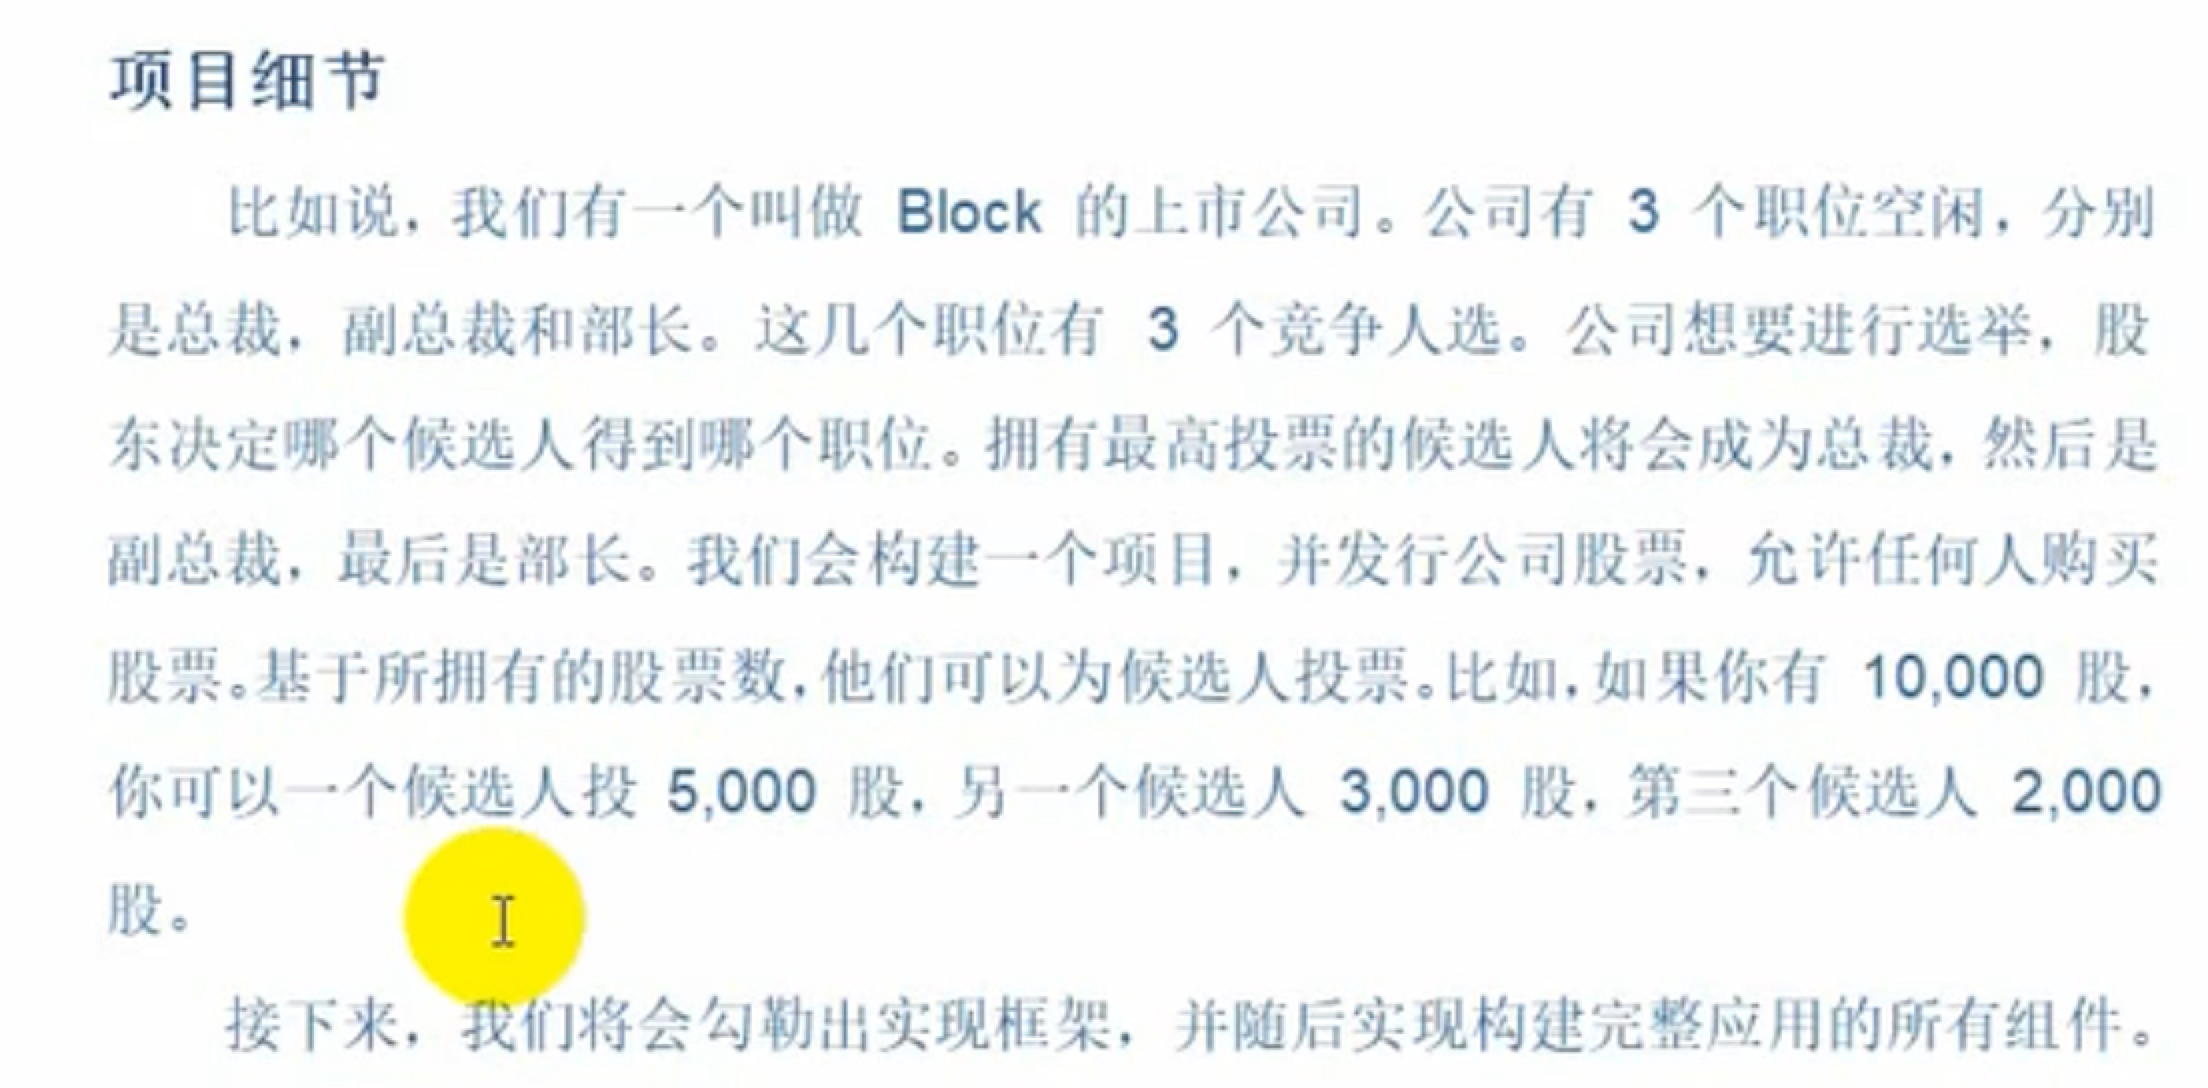 项目细节
比如说，我们有一个叫做 Block 的上市公司。公司有 3 个职位空闲，分别
是总裁，副总裁和部长。这几个职位有 3 个竞争人选。公司想要进行选举，股
东决定哪个候选人得到哪个职位。拥有最高投票的候选人将会成为总裁，然后是
副总裁，最后是部长。我们会构建一个项目，并发行公司股票，允许任何人购买
股票。基于所拥有的股票数，他们可以为候选人投票。比如，如果你有 10,000 股，
你可以一个候选人投 5,000 股，另一个候选人 3,000 股，第三个候选人 2,000
股。
接下来，我们将会勾勒出实现框架，并随后实现构建完整应用的所有组件。